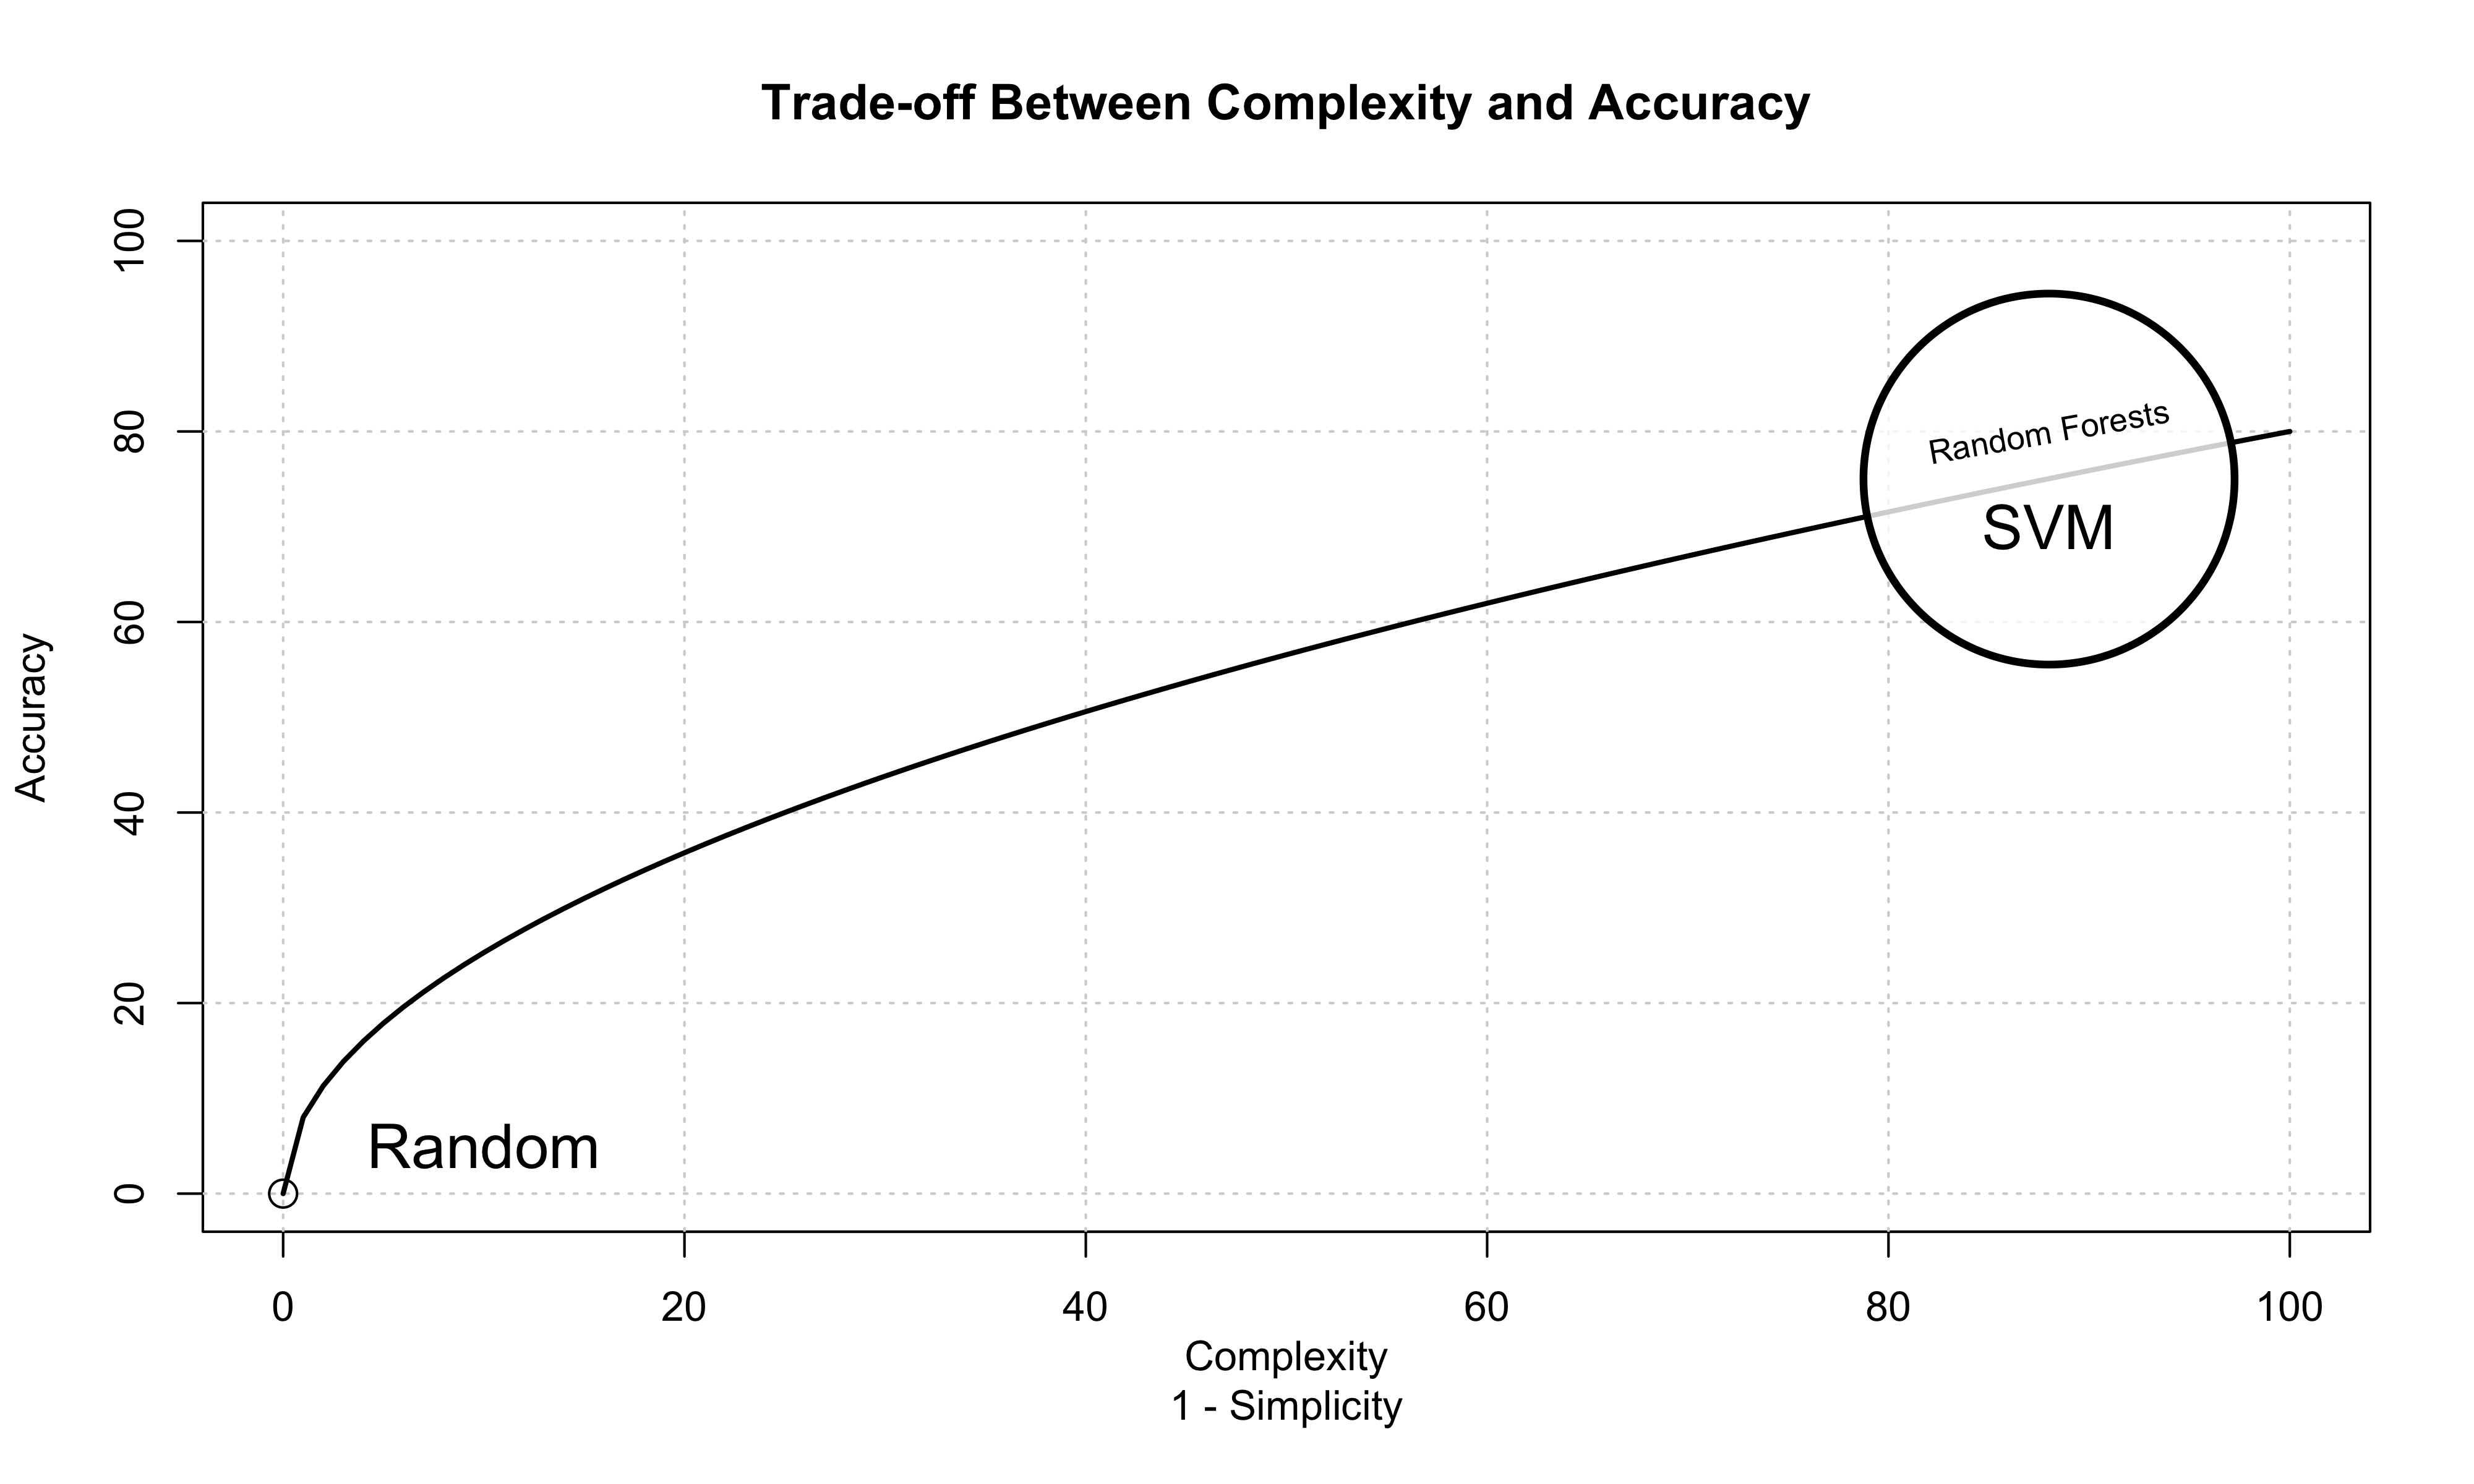 Trade-off Between Complexity and Accuracy
100
80
60
40
20
0
Accuracy
Random Forests
SVM
Random
0 20 40 60 80 100
Complexity
1 - Simplicity